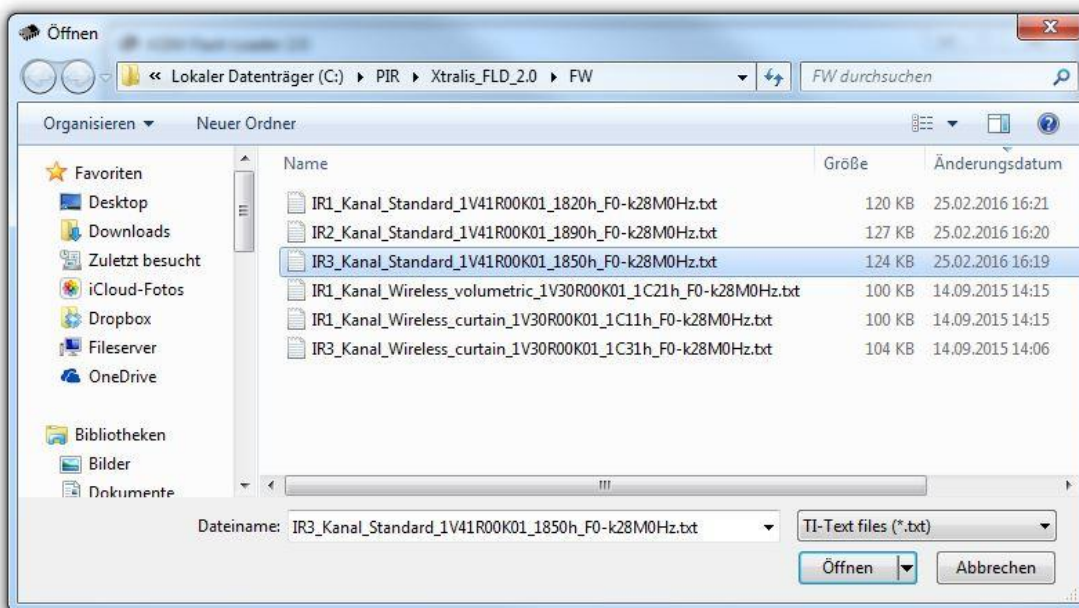 Öffnen
« Lokaler Datenträger (C:) ▸ PIR ▸ Xtralis_FLD_2.0 ▸ FW
FW durchsuchen
Organisieren
Neuer Ordner
Favoriten
Desktop
Downloads
Zuletzt besucht
iCloud-Fotos
Dropbox
Fileserver
OneDrive
Bibliotheken
Bilder
Dokumente
Name Größe Änderungsdatum
IR1_Kanal_Standard_1V41R00K01_1820h_F0-k28M0Hz.txt 120 KB 25.02.2016 16:21
IR2_Kanal_Standard_1V41R00K01_1890h_F0-k28M0Hz.txt 127 KB 25.02.2016 16:20
IR3_Kanal_Standard_1V41R00K01_1850h_F0-k28M0Hz.txt 124 KB 25.02.2016 16:19
IR1_Kanal_Wireless_volumetric_1V30R00K01_1C21h_F0-k28M0Hz.txt 100 KB 14.09.2015 14:15
IR1_Kanal_Wireless_curtain_1V30R00K01_1C11h_F0-k28M0Hz.txt 100 KB 14.09.2015 14:15
IR3_Kanal_Wireless_curtain_1V30R00K01_1C31h_F0-k28M0Hz.txt 104 KB 14.09.2015 14:06
Dateiname: IR3_Kanal_Standard_1V41R00K01_1850h_F0-k28M0Hz.txt
TI-Text files (*.txt)
Öffnen
Abbrechen